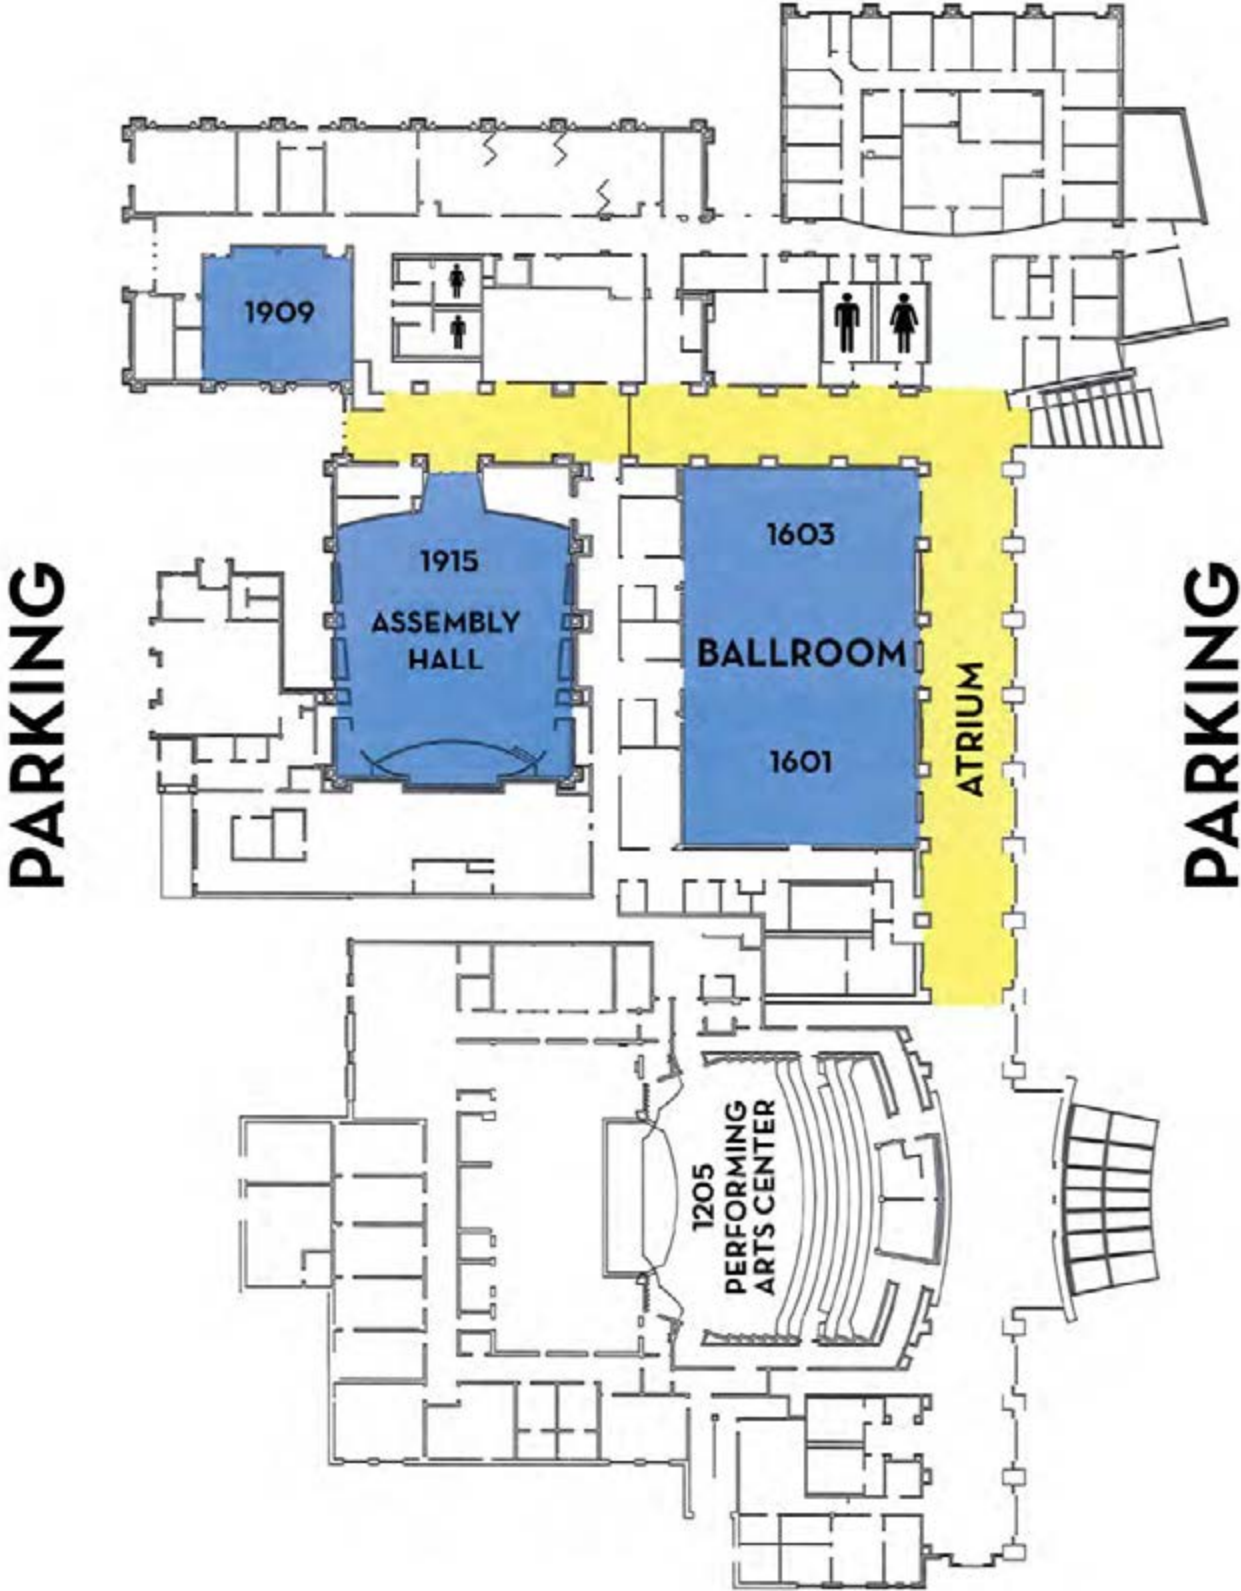 1909
1915
ASSEMBLY
HALL
1603
BALLROOM
1601
ATRIUM
PARKING
PARKING
1205
PERFORMING
ARTS CENTER